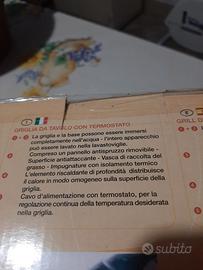 I
GRIGLIA DA TAVOLO CON TERMOSTATO
La griglia e la base possono essere immersi
completamente nell'acqua - l'intero apparecchio
può essere lavato nella lavastoviglie.
Compreso un pannello antispruzzo rimovibile -
Superficie antiattaccante - Vasca di raccolta del
grasso - Impugnature con isolamento termico
L'elemento riscaldante di profondità distribuisce
il calore in modo omogeneo sulla superficie della
griglia.
Cavo d'alimentazione con termostato, per la
regolazione continua della temperatura desiderata
nella griglia.
E
GRILL D
subito